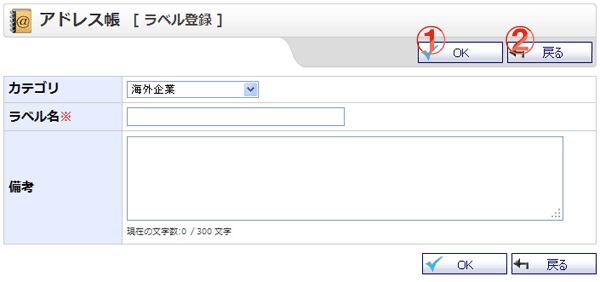 アドレス帳 [ ラベル登録 ]
① OK ② 戻る
カテゴリ 海外企業
ラベル名※
備考
現在の文字数:0 / 300 文字
OK 戻る